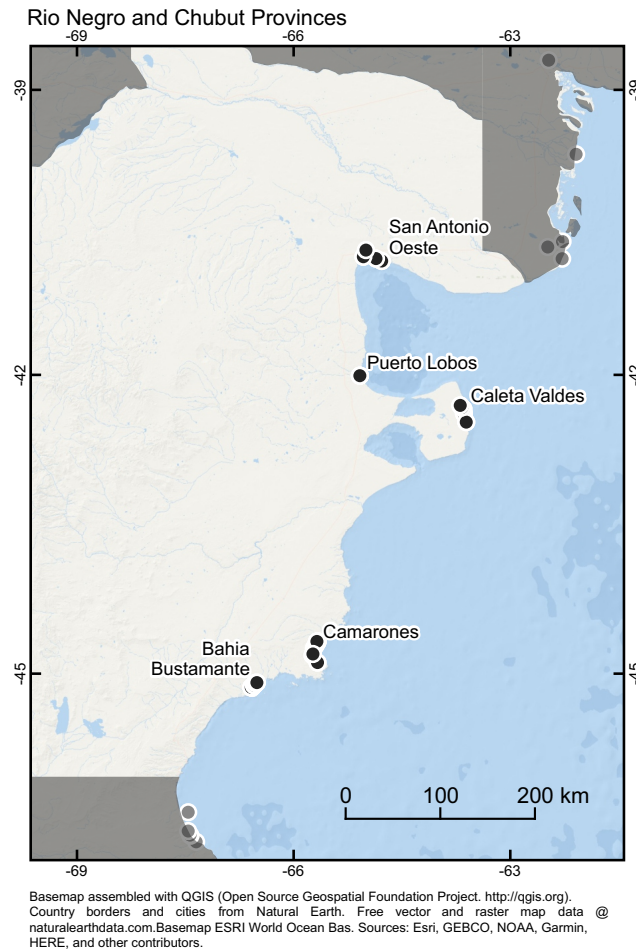 Rio Negro and Chubut Provinces
-69 -66 -63
-39 -39
San Antonio
Oeste
Puerto Lobos
-42 -42
Caleta Valdes
Camarones
Bahia
Bustamante
-45 -45
0 100 200 km
-69 -66 -63
Basemap assembled with QGIS (Open Source Geospatial Foundation Project. http://qgis.org).
Country borders and cities from Natural Earth. Free vector and raster map data @
naturalearthdata.com.Basemap ESRI World Ocean Bas. Sources: Esri, GEBCO, NOAA, Garmin,
HERE, and other contributors.